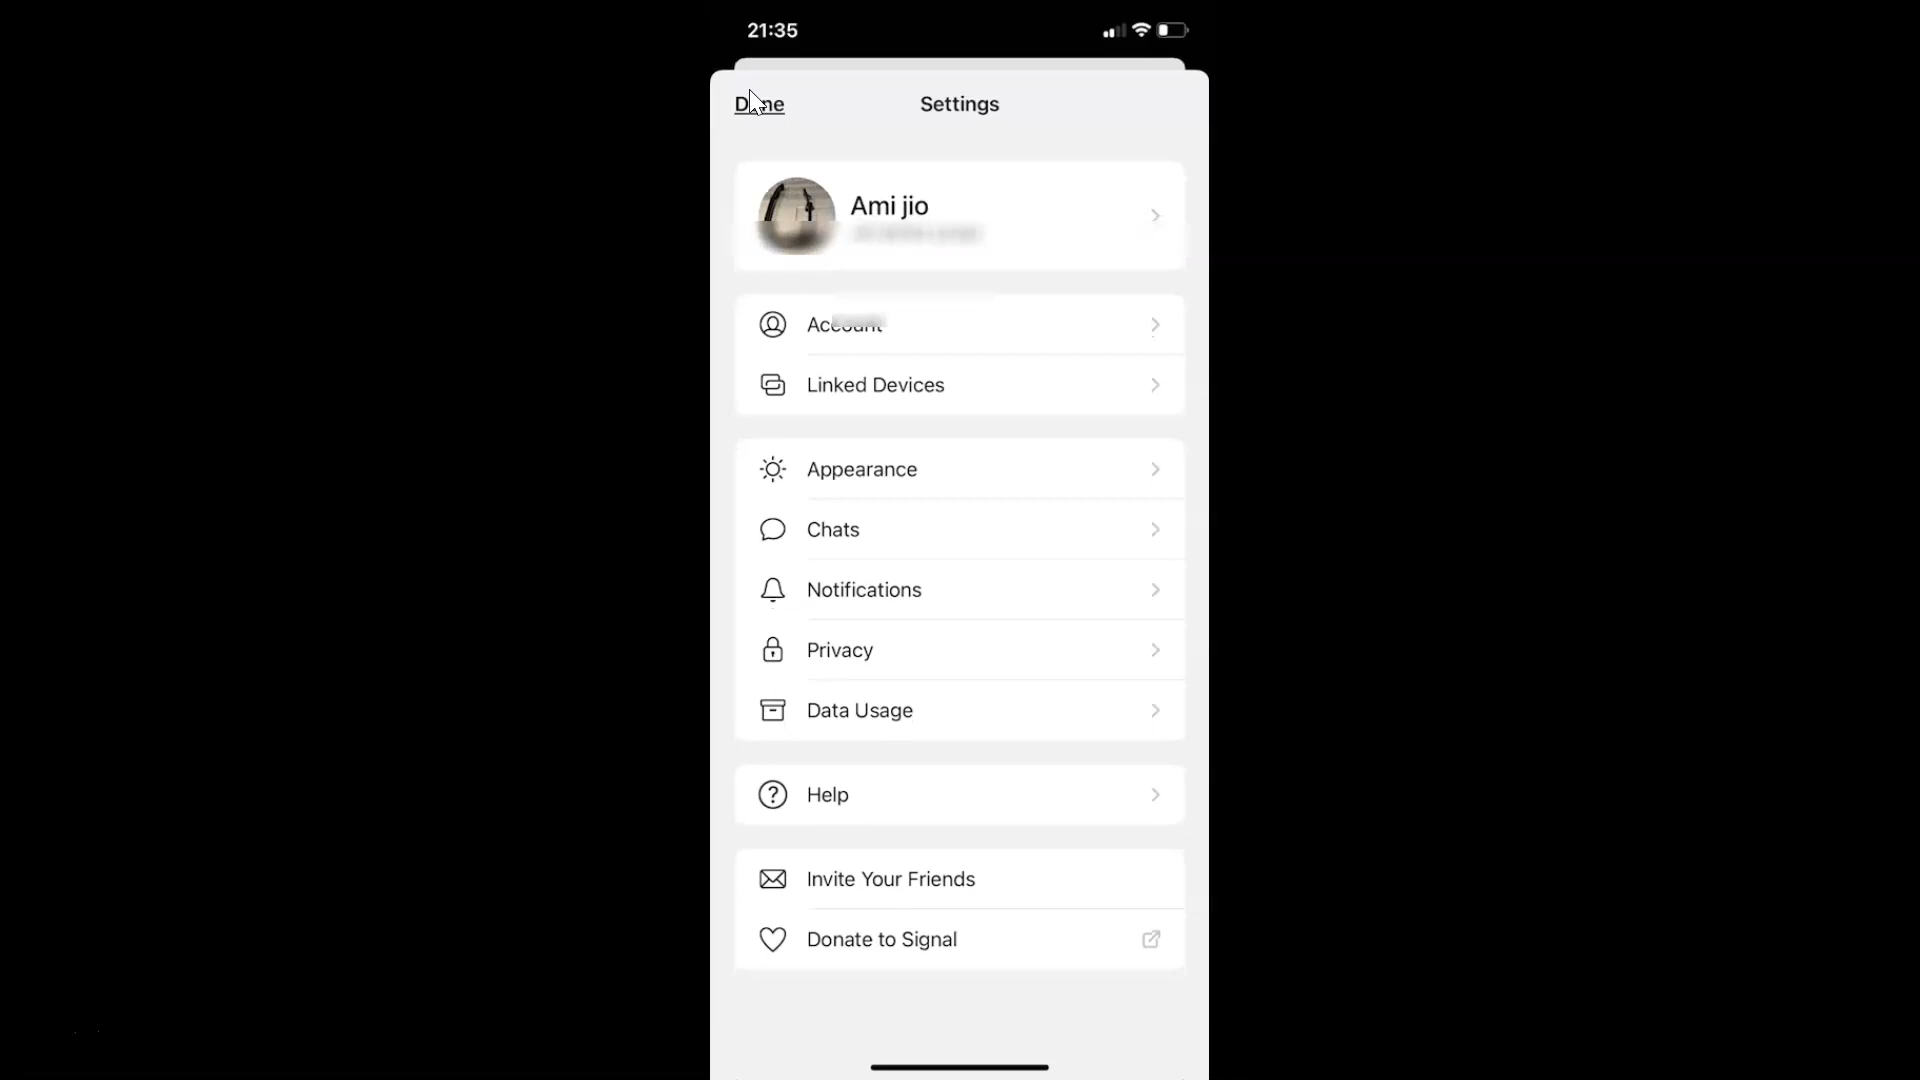 21:35
Done
Settings
Ami jio
Account
Linked Devices
Appearance
Chats
Notifications
Privacy
Data Usage
Help
Invite Your Friends
Donate to Signal